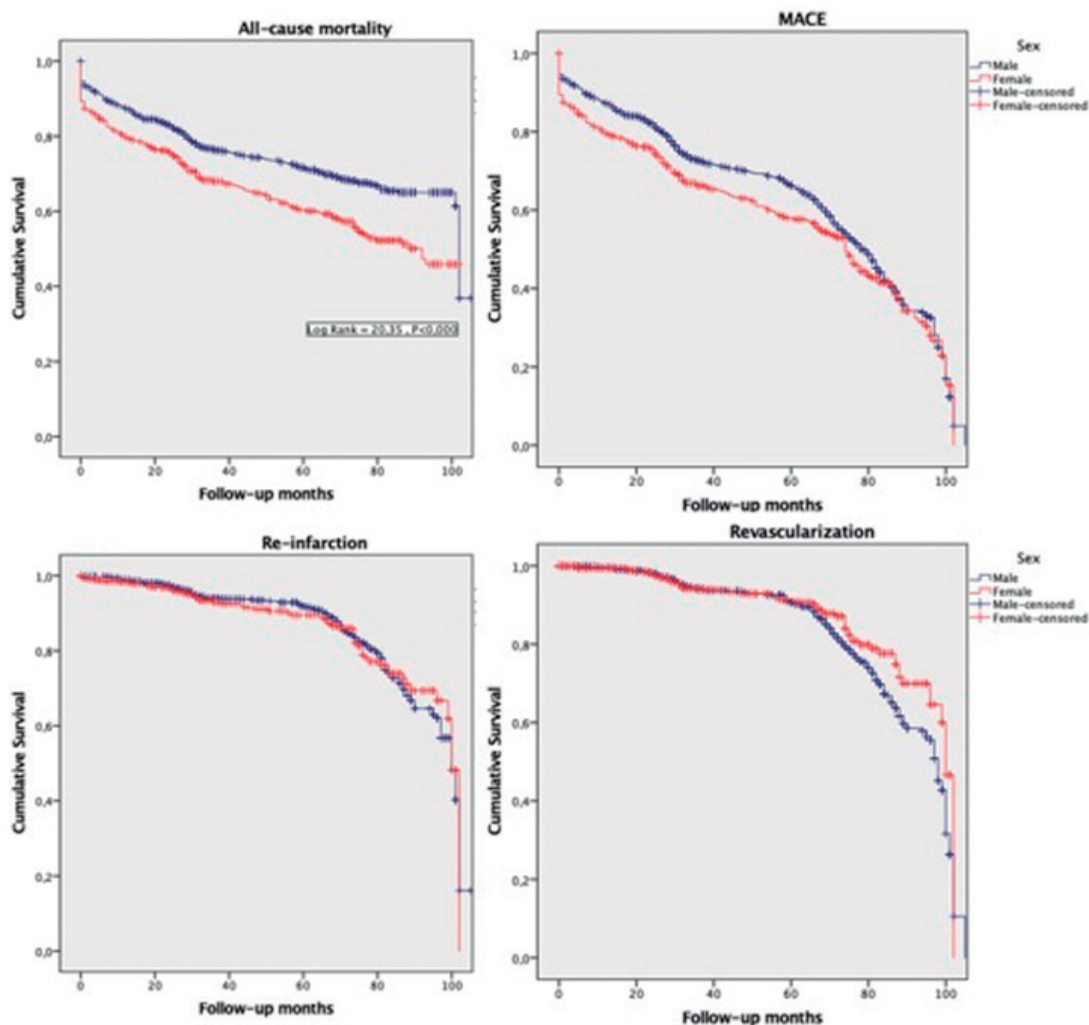 All-cause mortality
1,0
0,8
0,6
0,4
0,2
0,0
Cumulative Survival
Log Rank = 20,35 , P<0,000
0 20 40 60 80 100
Follow-up months
MACE
1,0
0,8
0,6
0,4
0,2
0,0
Cumulative Survival
0 20 40 60 80 100
Follow-up months
Sex
Male
Female
Male-censored
Female-censored
Re-infarction
1,0
0,8
0,6
0,4
0,2
0,0
Cumulative Survival
0 20 40 60 80 100
Follow-up months
Revascularization
1,0
0,8
0,6
0,4
0,2
0,0
Cumulative Survival
0 20 40 60 80 100
Follow-up months
Sex
Male
Female
Male-censored
Female-censored